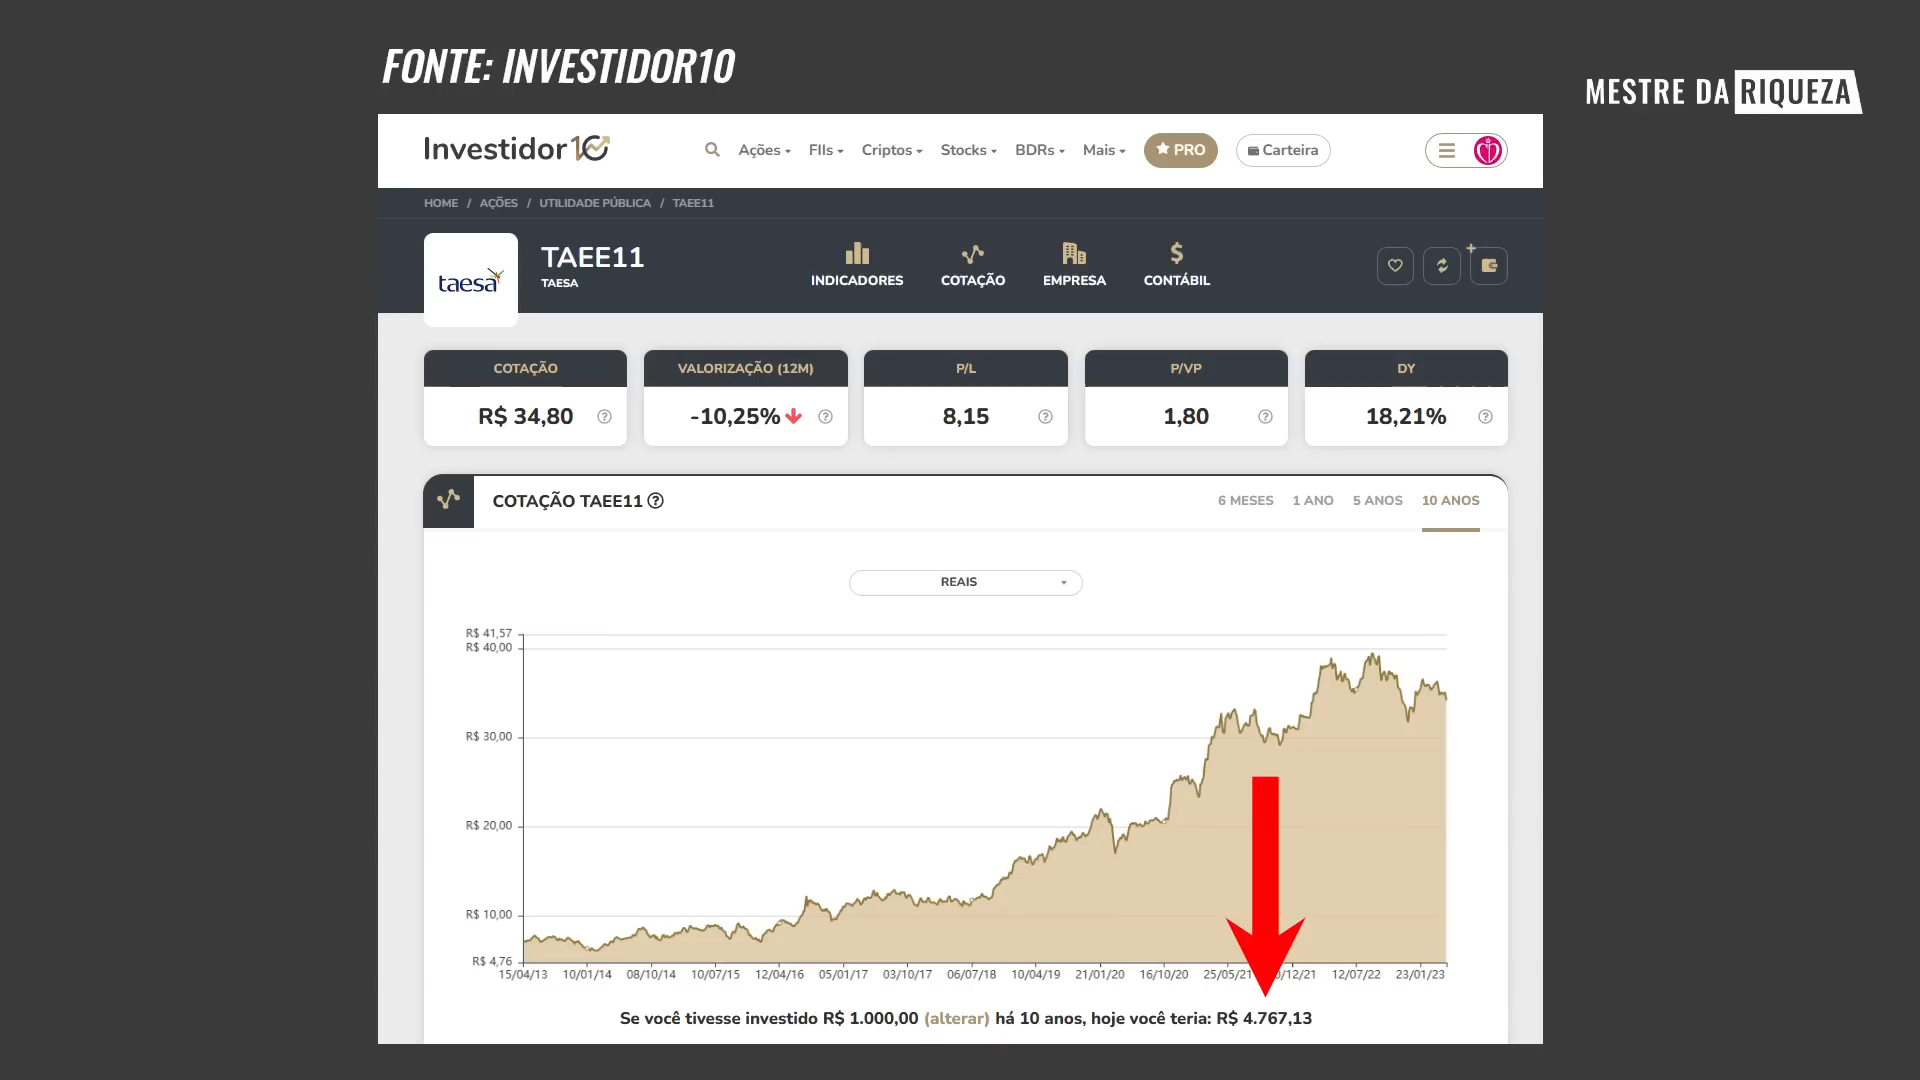 FONTE: INVESTIDOR10
MESTRE DA RIQUEZA
Investidor10
Ações
FIIs
Criptos
Stocks
BDRs
Mais
PRO
Carteira
HOME / AÇÕES / UTILIDADE PÚBLICA / TAEE11
taesa
TAEE11
TAESA
INDICADORES
COTAÇÃO
EMPRESA
CONTÁBIL
COTAÇÃO
R$ 34,80
VALORIZAÇÃO (12M)
-10,25%
P/L
8,15
P/VP
1,80
DY
18,21%
COTAÇÃO TAEE11
6 MESES
1 ANO
5 ANOS
10 ANOS
REAIS
R$ 41,57
R$ 40,00
R$ 30,00
R$ 20,00
R$ 10,00
R$ 4,76
15/04/13 10/01/14 08/10/14 10/07/15 12/04/16 05/01/17 03/10/17 06/07/18 10/04/19 21/01/20 16/10/20 25/05/21 0/12/21 12/07/22 23/01/23
Se você tivesse investido R$ 1.000,00 (alterar) há 10 anos, hoje você teria: R$ 4.767,13